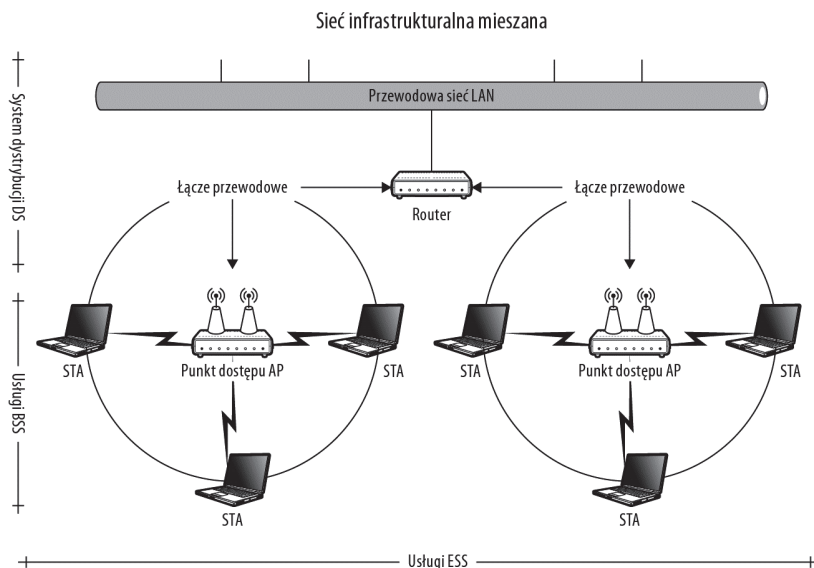 Sieć infrastrukturalna mieszana
Przewodowa sieć LAN
System dystrybucji DS
Łącze przewodowe
Łącze przewodowe
Router
STA
Punkt dostępu AP
STA
STA
Punkt dostępu AP
STA
Usługi BSS
STA
STA
Usługi ESS